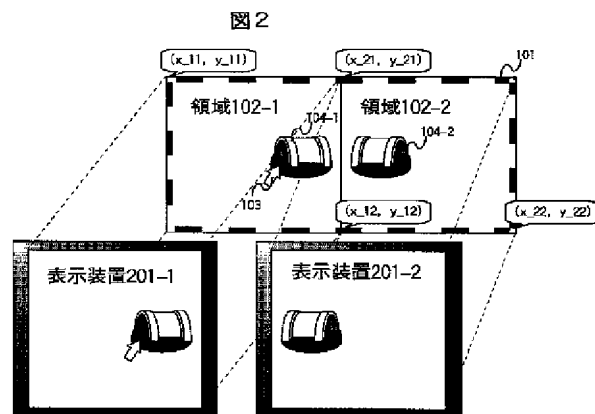 図2
(x_11, y_11)
(x_21, y_21)
101
領域102-1
領域102-2
104-1
104-2
103
(x_12, y_12)
(x_22, y_22)
表示装置201-1
表示装置201-2